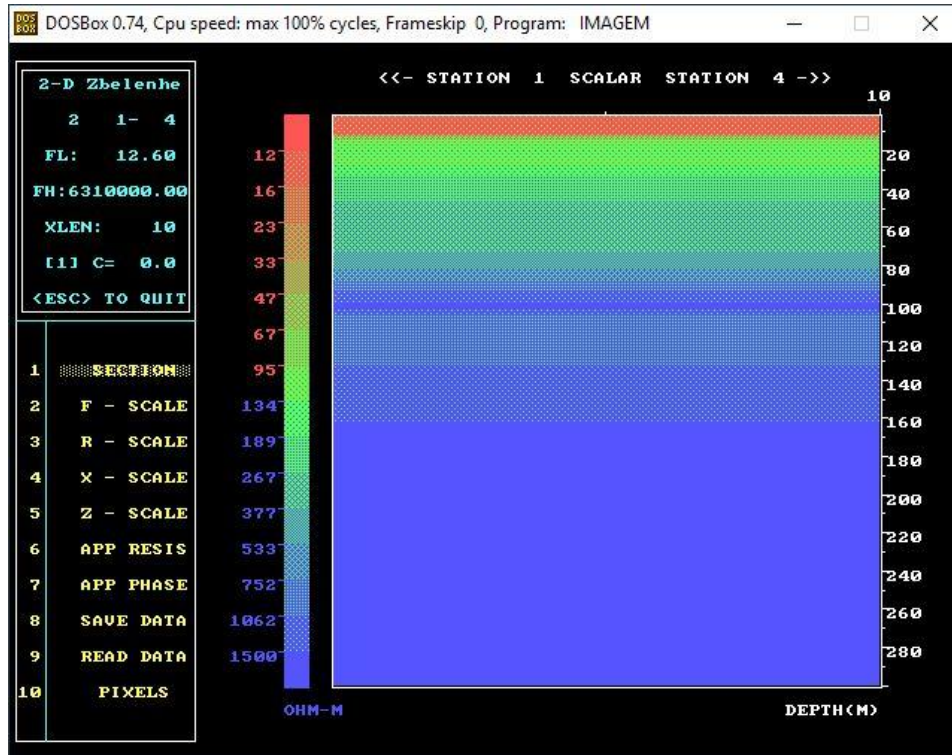 DOS BOX
DOSBox 0.74, Cpu speed: max 100% cycles, Frameskip 0, Program: IMAGEM
2-D Zbelenhe
2 1- 4
FL: 12.60
FH:6310000.00
XLEN: 10
[1] C= 0.0
<ESC> TO QUIT
1 SECTION
2 F - SCALE
3 R - SCALE
4 X - SCALE
5 Z - SCALE
6 APP RESIS
7 APP PHASE
8 SAVE DATA
9 READ DATA
10 PIXELS
<<- STATION 1 SCALAR STATION 4 ->>
10
12
16
23
33
47
67
95
134
189
267
377
533
752
1062
1500
OHM-M
20
40
60
80
100
120
140
160
180
200
220
240
260
280
DEPTH(M)